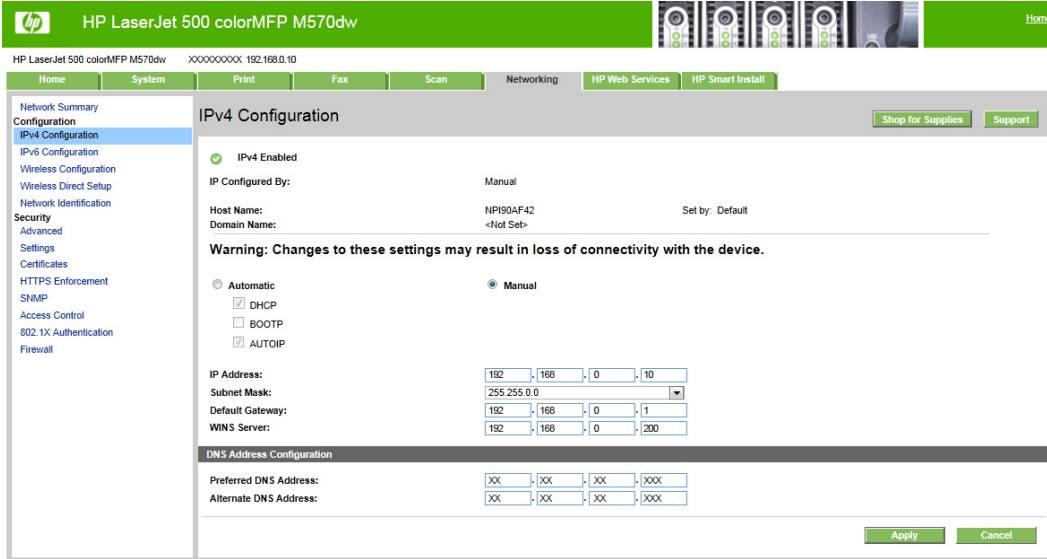 hp HP LaserJet 500 colorMFP M570dw
HP LaserJet 500 colorMFP M570dw XXXXXXXXX 192.168.0.10
Home System Print Fax Scan Networking HP Web Services HP Smart Install
Network Summary
Configuration
IPv4 Configuration
IPv6 Configuration
Wireless Configuration
Wireless Direct Setup
Network Identification
Security
Advanced
Settings
Certificates
HTTPS Enforcement
SNMP
Access Control
802.1X Authentication
Firewall
IPv4 Configuration
Shop for Supplies Support
IPv4 Enabled
IP Configured By: Manual
Host Name: NPI90AF42 Set by: Default
Domain Name: <Not Set>
Warning: Changes to these settings may result in loss of connectivity with the device.
Automatic Manual
DHCP
BOOTP
AUTOIP
IP Address: 192 . 168 . 0 . 10
Subnet Mask: 255.255.0.0
Default Gateway: 192 . 168 . 0 . 1
WINS Server: 192 . 168 . 0 . 200
DNS Address Configuration
Preferred DNS Address: XX . XX . XX . XXX
Alternate DNS Address: XX . XX . XX . XXX
Apply Cancel